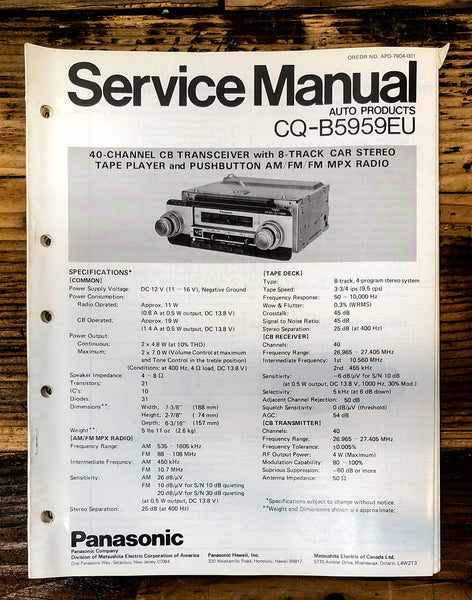 OREDR NO. APD-7904-001
Service Manual
AUTO PRODUCTS
CQ-B5959EU
40-CHANNEL CB TRANSCEIVER with 8-TRACK CAR STEREO
TAPE PLAYER and PUSHBUTTON AM/FM/FM MPX RADIO
SPECIFICATIONS*
[COMMON]
Power Supply Voltage: DC 12 V (11 ~ 16 V), Negative Ground
Power Consumption:
Radio Operated; Approx. 11 W
(0.8 A at 0.5 W output, DC 13.8 V)
CB Operated; Approx. 19 W
(1.4 A at 0.5 W output, DC 13.8 V)
Power Output:
Continuous; 2 x 4.8 W (at 10% THD)
Maximum; 2 x 7.0 W (Volume Control at maximum
and Tone Control in the treble position)
(Conditions; at 400 Hz, 4 Ω load, DC 13.8 V)
Speaker Impedance: 4 ~ 8 Ω
Transistors: 21
IC's: 10
Diodes: 31
Dimensions**: Width; 7-3/8" (188 mm)
Height; 2-7/8" (74 mm)
Depth; 6-3/16" (157 mm)
Weight**: 5 lbs 11 oz (2.6 kg)
[AM/FM MPX RADIO]
Frequency Range: AM 535 ~ 1605 kHz
FM 88 ~ 108 MHz
Intermediate Frequency: AM 450 kHz
FM 10.7 MHz
Sensitivity: AM 26 dB/μV
FM 10 dB/μV for S/N 10 dB quieting
20 dB/μV for S/N 30 dB quieting
(at 0.5 W output, DC 13.8 V)
Stereo Separation: 25 dB (at 400 Hz)
[TAPE DECK]
Type: 8-track, 4-program stereo system
Tape Speed: 3-3/4 ips (9.5 cps)
Frequency Response: 50 ~ 10,000 Hz
Wow & Flutter: 0.3% (WRMS)
Crosstalk: 45 dB
Signal to Noise Ratio: 45 dB
Stereo Separation: 25 dB (at 400 Hz)
[CB RECEIVER]
Channels: 40
Frequency Range: 26.965 ~ 27.405 MHz
Intermediate Frequency: 1st 10.560 MHz
2nd 455 kHz
Sensitivity: -6 dB/μV for S/N 10 dB
(at 0.5 W output, DC 13.8 V, 1000 Hz, 30% Mod.)
Selectivity: 5 kHz (at 6 dB down)
Adjacent Channel Rejection: 50 dB
Squelch Sensitivity: 0 dB/μV (threshold)
AGC: 54 dB
[CB TRANSMITTER]
Channels: 40
Frequency Range: 26.965 ~ 27.405 MHz
Frequency Tolerance: ±0.005%
RF Output Power: 4 W (Maximum)
Modulation Capability: 80 ~ 100%
Suprious Suppression: -60 dB or more
Antenna Impedance: 50 Ω
*Specifications subject to change without notice.
**Weight and Dimensions shown are approximate;
Panasonic
Panasonic Company
Division of Matsushita Electric Corporation of America
One Panasonic Way, Secaucus, New Jersey 07094
Panasonic Hawaii, Inc.
320 Waiakamilo Road, Honolulu, Hawaii 96817
Matsushita Electric of Canada Ltd.
5770 Ambler Drive, Mississauga, Ontario L4W2T3